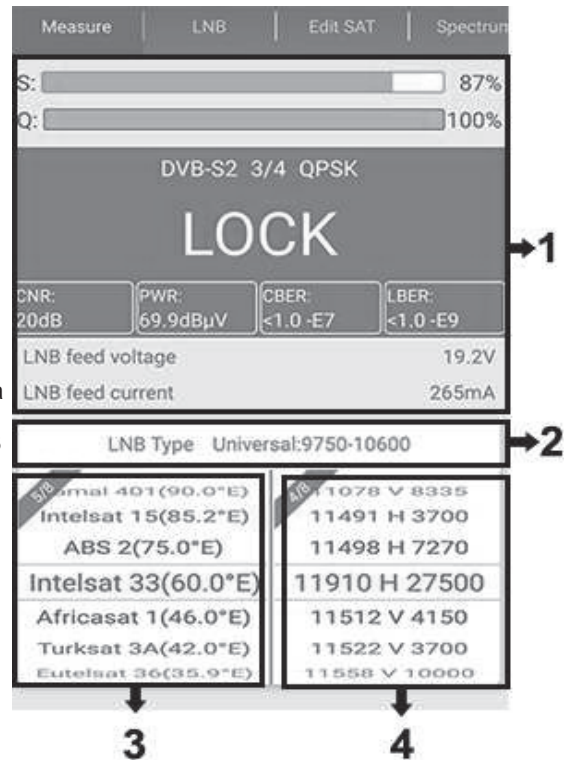 Measure LNB Edit SAT Spectrum
S: 87%
Q: 100%
DVB-S2 3/4 QPSK
LOCK
1
CNR: PWR: CBER: LBER:
20dB 69.9dBµV <1.0 -E7 <1.0 -E9
LNB feed voltage 19.2V
LNB feed current 265mA
LNB Type Universal:9750-10600
2
5/8
401(90.0°E)
Intelsat 15(85.2°E)
ABS 2(75.0°E)
Intelsat 33(60.0°E)
Africasat 1(46.0°E)
Turksat 3A(42.0°E)
Eutelsat 36(35.9°E)
3
4/8
11078 V 8335
11491 H 3700
11498 H 7270
11910 H 27500
11512 V 4150
11522 V 3700
11558 V 10000
4